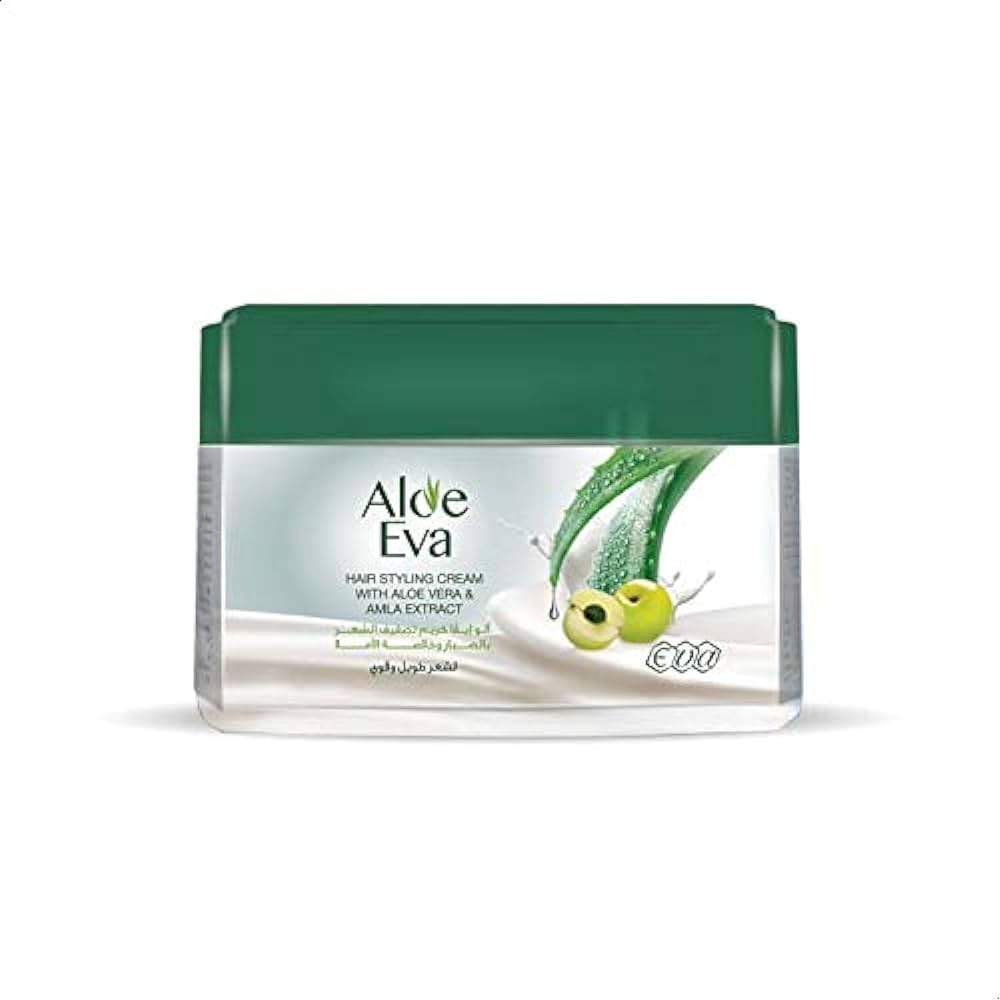 Aloe
Eva
HAIR STYLING CREAM
WITH ALOE VERA &
AMLA EXTRACT
الو إيفا كريم تصفيف الشعر
بالصبار وخلاصة الأملا
لشعر طويل وقوي
eva